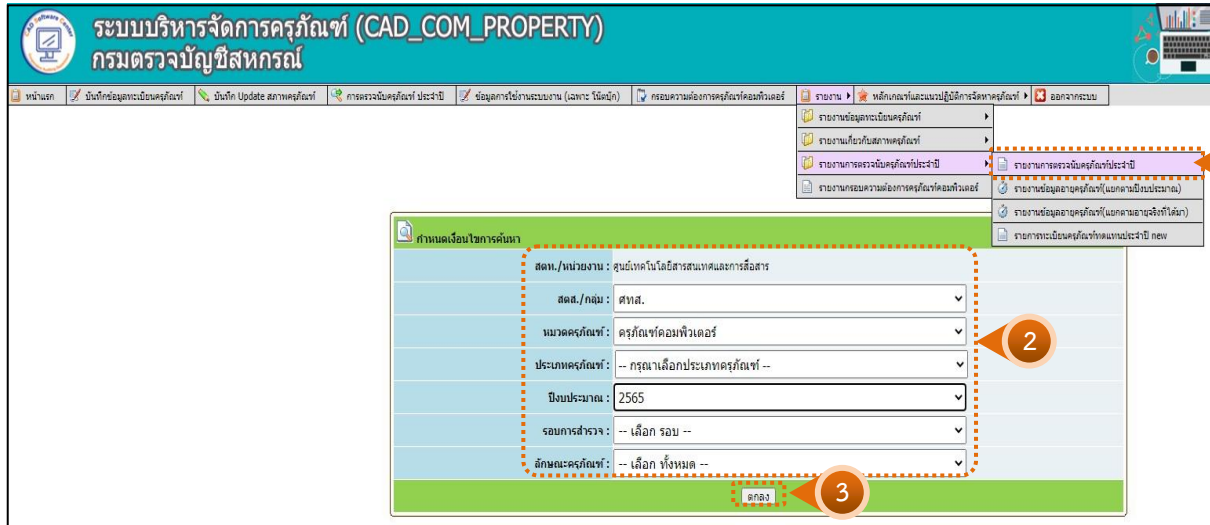 ระบบบริหารจัดการครุภัณฑ์ (CAD_COM_PROPERTY)
กรมตรวจบัญชีสหกรณ์
หน้าแรก บันทึกข้อมูลทะเบียนครุภัณฑ์ บันทึก Update สภาพครุภัณฑ์ การตรวจนับครุภัณฑ์ ประจำปี ข้อมูลการใช้งานระบบงาน (เฉพาะ โน๊ตบุ๊ก) กรอบความต้องการครุภัณฑ์คอมพิวเตอร์ รายงาน หลักเกณฑ์และแนวปฏิบัติการจัดหาครุภัณฑ์ ออกจากระบบ
รายงานข้อมูลทะเบียนครุภัณฑ์
รายงานเกี่ยวกับสภาพครุภัณฑ์
รายงานการตรวจนับครุภัณฑ์ประจำปี
รายงานกรอบความต้องการครุภัณฑ์คอมพิวเตอร์
รายงานการตรวจนับครุภัณฑ์ประจำปี
รายงานข้อมูลอายุครุภัณฑ์(แยกตามปีงบประมาณ)
รายงานข้อมูลอายุครุภัณฑ์(แยกตามอายุจริงที่ได้มา)
รายการทะเบียนครุภัณฑ์ทดแทนประจำปี new
กำหนดเงื่อนไขการค้นหา
สตท./หน่วยงาน : ศูนย์เทคโนโลยีสารสนเทศและการสื่อสาร
สตส./กลุ่ม : ศทส.
หมวดครุภัณฑ์ : ครุภัณฑ์คอมพิวเตอร์
2
ประเภทครุภัณฑ์ : -- กรุณาเลือกประเภทครุภัณฑ์ --
ปีงบประมาณ : 2565
รอบการสำรวจ : -- เลือก รอบ --
ลักษณะครุภัณฑ์ : -- เลือก ทั้งหมด --
ตกลง
3